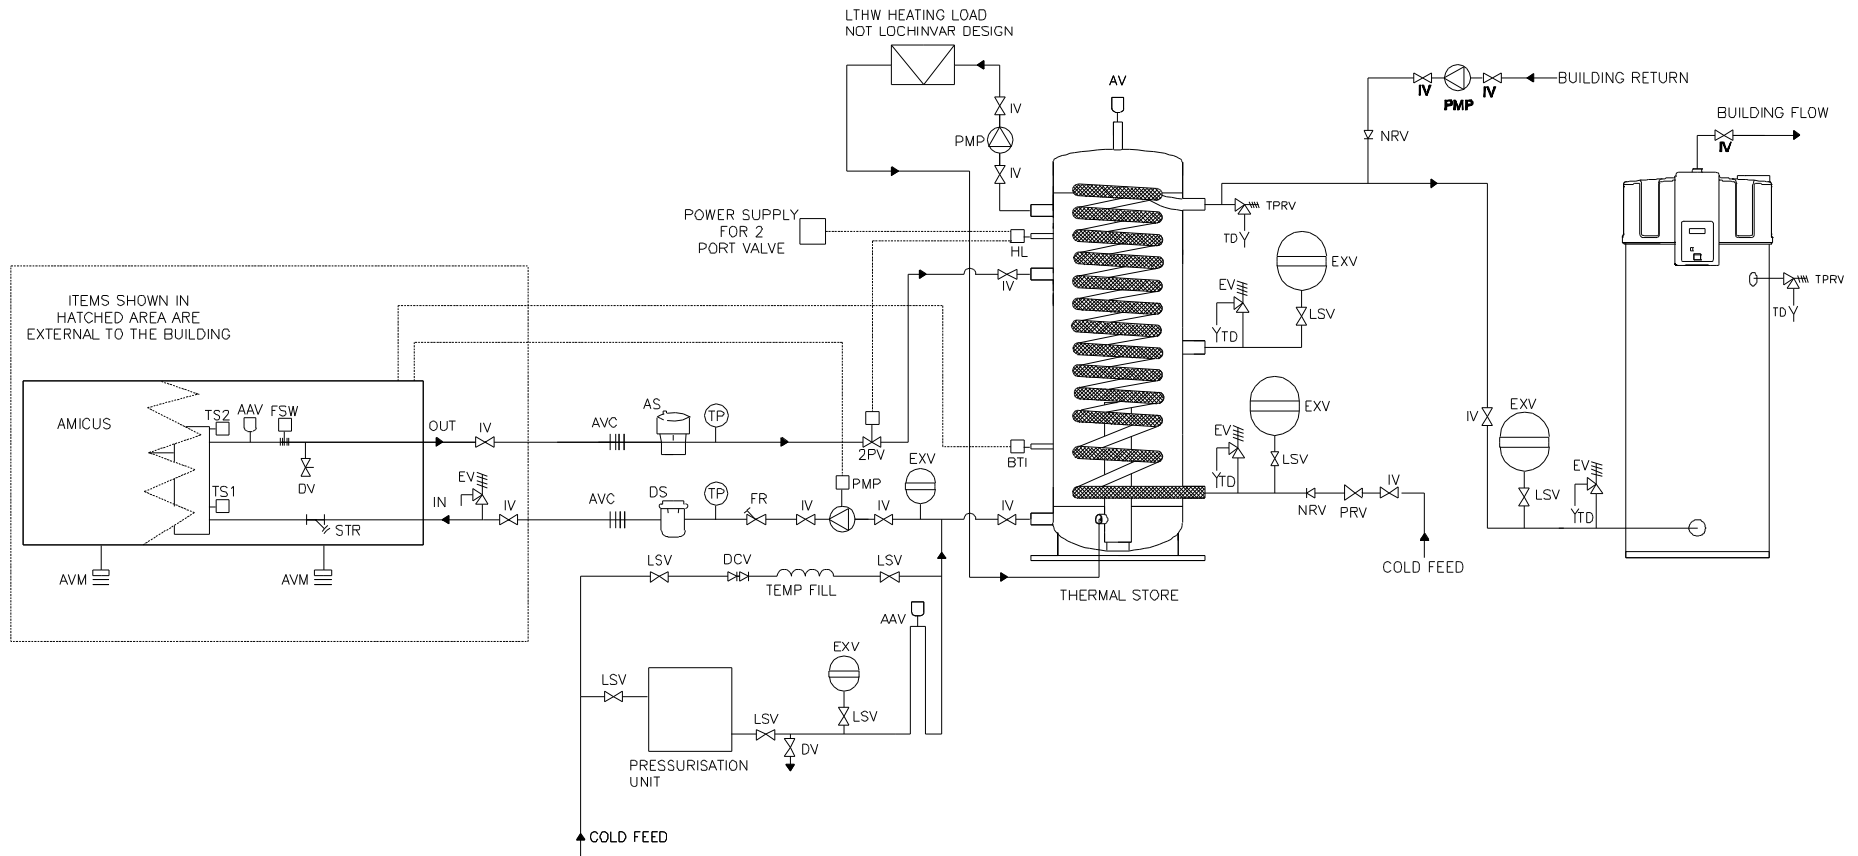 LTHW HEATING LOAD
NOT LOCHINVAR DESIGN
AV
IV
PMP
IV
BUILDING RETURN
IV
PMP
IV
NRV
BUILDING FLOW
IV
POWER SUPPLY
FOR 2
PORT VALVE
HL
IV
TPRV
TD
EXV
EV
LSV
TD
TPRV
TD
ITEMS SHOWN IN
HATCHED AREA ARE
EXTERNAL TO THE BUILDING
AMICUS
TS2
AAV
FSW
DV
TS1
STR
AVM
AVM
OUT
IV
IN
EV
IV
AVC
AS
TP
2PV
AVC
DS
TP
FR
IV
PMP
IV
EXV
BTI
IV
EV
TD
EXV
LSV
NRV
PRV
IV
COLD FEED
IV
EXV
LSV
EV
TD
LSV
DCV
TEMP FILL
LSV
THERMAL STORE
AAV
LSV
EXV
LSV
LSV
DV
PRESSURISATION
UNIT
COLD FEED